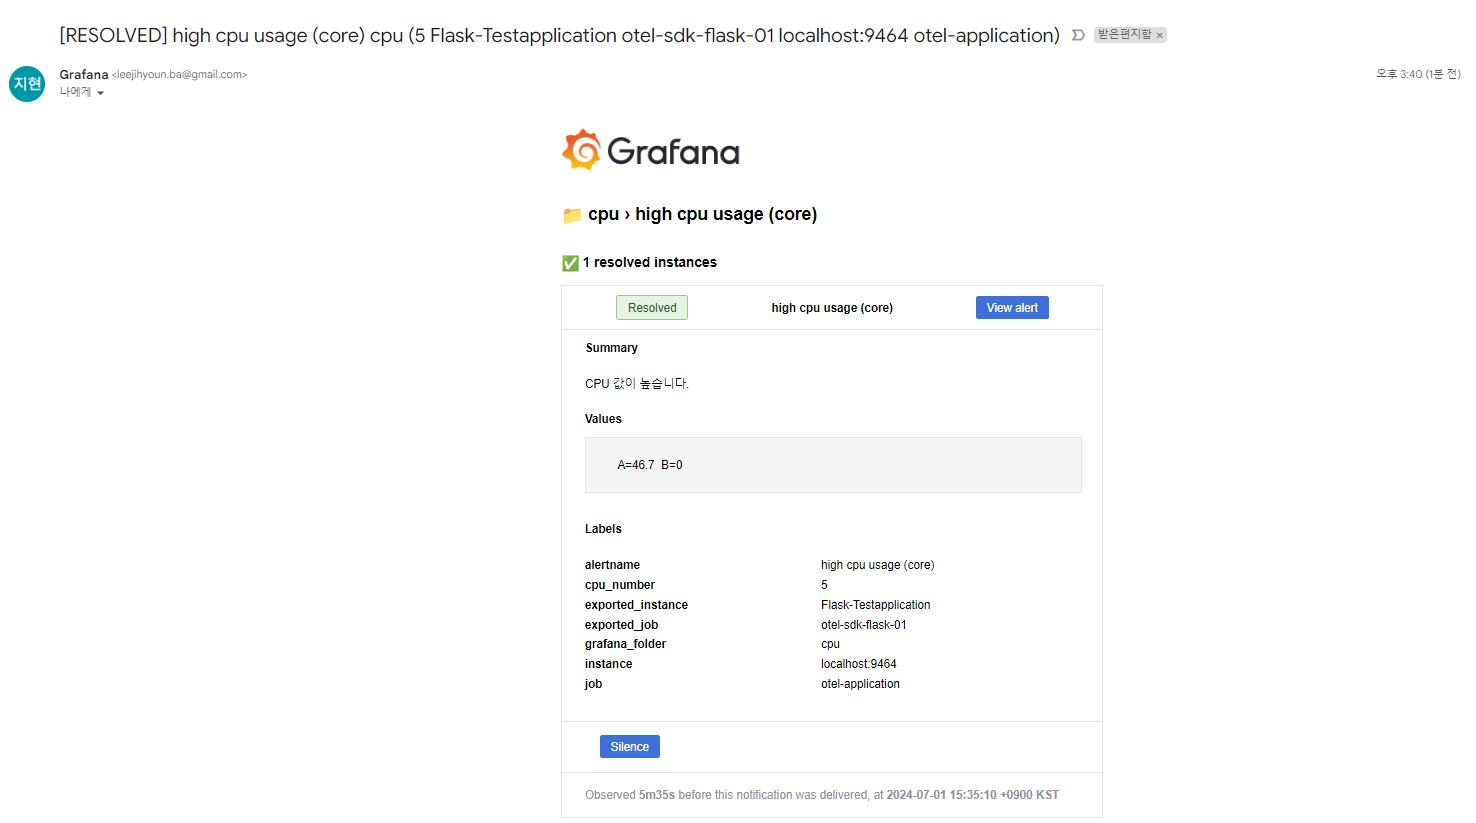 [RESOLVED] high cpu usage (core) cpu (5 Flask-Testapplication otel-sdk-flask-01 localhost:9464 otel-application) 받은편지함 ×
지현
Grafana <leejihyoun.ba@gmail.com> 오후 3:40 (1분 전)
나에게
Grafana
cpu › high cpu usage (core)
1 resolved instances
Resolved high cpu usage (core) View alert
Summary
CPU 값이 높습니다.
Values
A=46.7 B=0
Labels
alertname high cpu usage (core)
cpu_number 5
exported_instance Flask-Testapplication
exported_job otel-sdk-flask-01
grafana_folder cpu
instance localhost:9464
job otel-application
Silence
Observed 5m35s before this notification was delivered, at 2024-07-01 15:35:10 +0900 KST